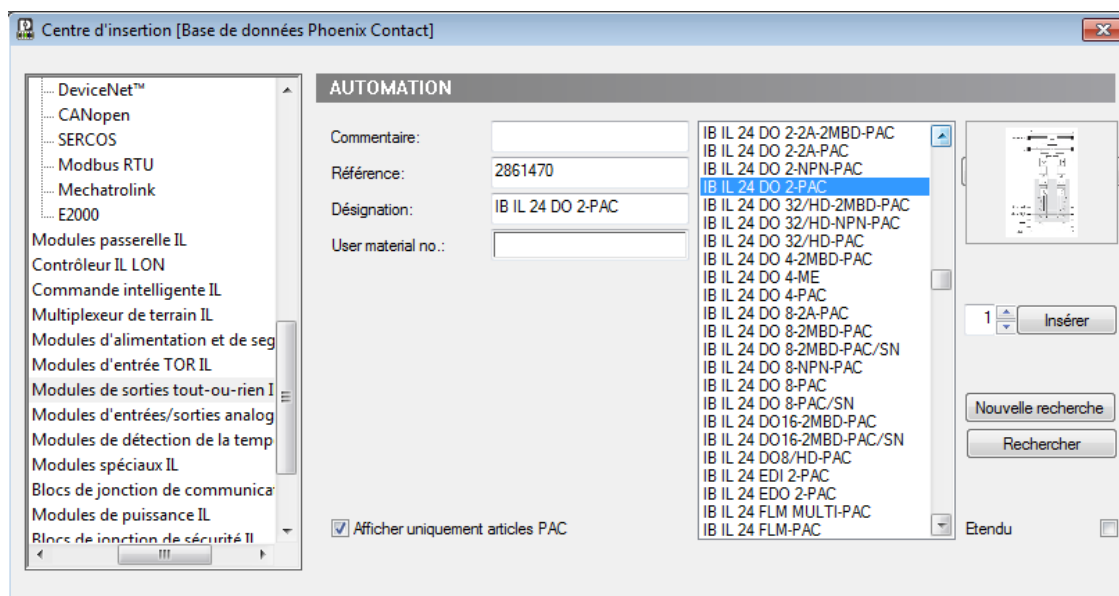 Centre d'insertion [Base de données Phoenix Contact]
DeviceNet™
CANopen
SERCOS
Modbus RTU
Mechatrolink
E2000
Modules passerelle IL
Contrôleur IL LON
Commande intelligente IL
Multiplexeur de terrain IL
Modules d'alimentation et de seg
Modules d'entrée TOR IL
Modules de sorties tout-ou-rien I
Modules d'entrées/sorties analog
Modules de détection de la temp
Modules spéciaux IL
Blocs de jonction de communica
Modules de puissance IL
Blocs de jonction de sécurité IL
AUTOMATION
Commentaire:
Référence: 2861470
Désignation: IB IL 24 DO 2-PAC
User material no.:
Afficher uniquement articles PAC
IB IL 24 DO 2-2A-2MBD-PAC
IB IL 24 DO 2-2A-PAC
IB IL 24 DO 2-NPN-PAC
IB IL 24 DO 2-PAC
IB IL 24 DO 32/HD-2MBD-PAC
IB IL 24 DO 32/HD-NPN-PAC
IB IL 24 DO 32/HD-PAC
IB IL 24 DO 4-2MBD-PAC
IB IL 24 DO 4-ME
IB IL 24 DO 4-PAC
IB IL 24 DO 8-2A-PAC
IB IL 24 DO 8-2MBD-PAC
IB IL 24 DO 8-2MBD-PAC/SN
IB IL 24 DO 8-NPN-PAC
IB IL 24 DO 8-PAC
IB IL 24 DO 8-PAC/SN
IB IL 24 DO16-2MBD-PAC
IB IL 24 DO16-2MBD-PAC/SN
IB IL 24 DO8/HD-PAC
IB IL 24 EDI 2-PAC
IB IL 24 EDO 2-PAC
IB IL 24 FLM MULTI-PAC
IB IL 24 FLM-PAC
1 Insérer
Nouvelle recherche
Rechercher
Etendu